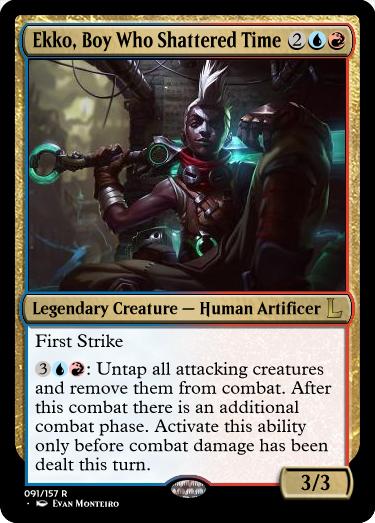 Ekko, Boy Who Shattered Time 2
Legendary Creature — Human Artificer L
First Strike
3: Untap all attacking creatures
and remove them from combat. After
this combat there is an additional
combat phase. Activate this ability
only before combat damage has been
dealt this turn.
3/3
091/157 R
· Evan Monteiro